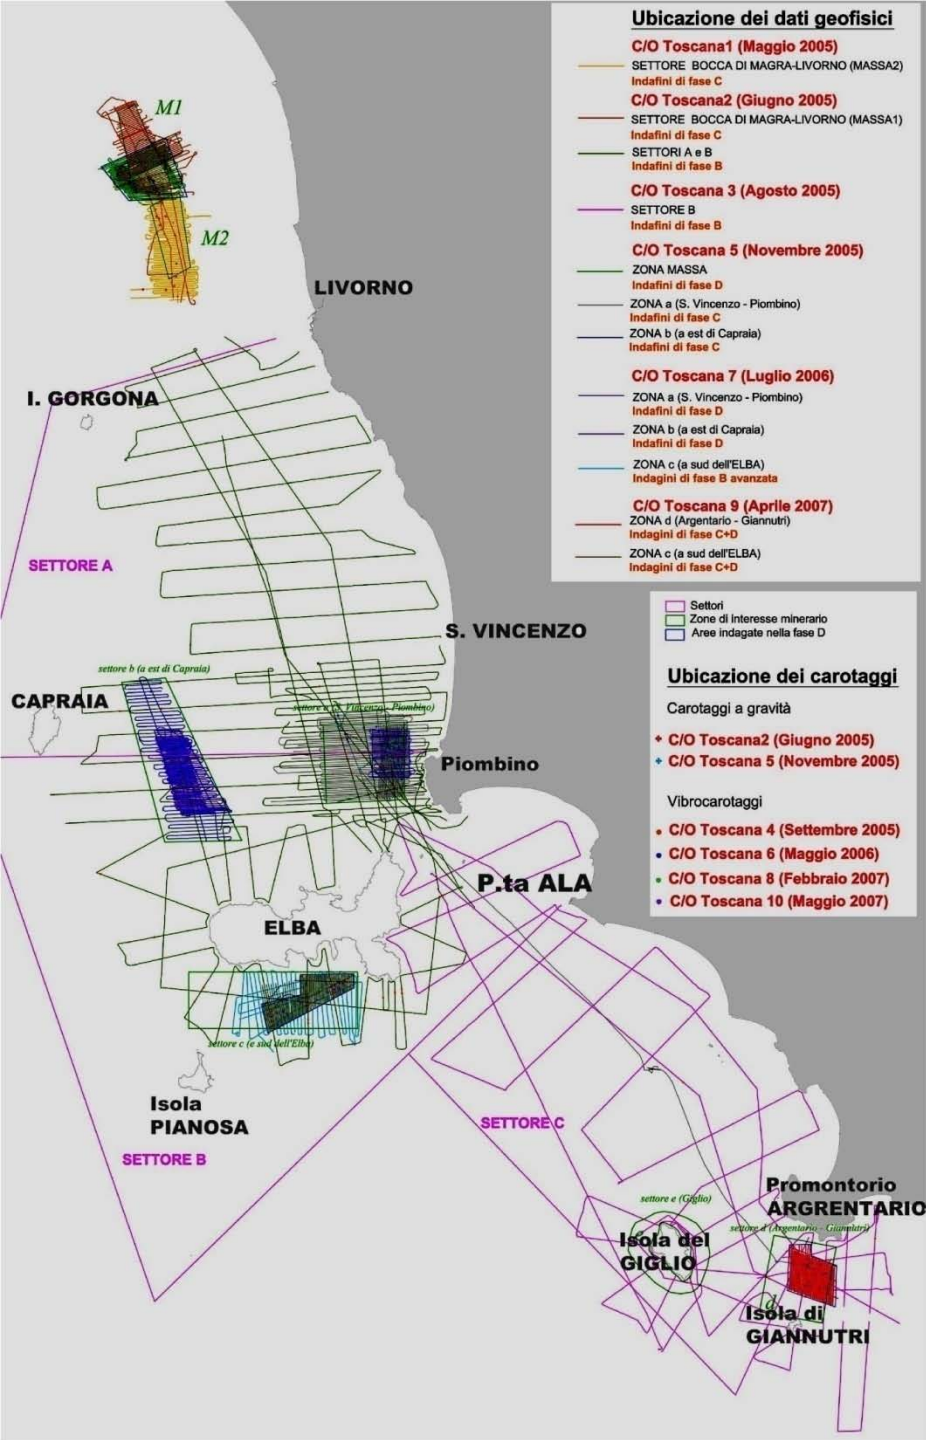 Ubicazione dei dati geofisici
C/O Toscana1 (Maggio 2005)
SETTORE BOCCA DI MAGRA-LIVORNO (MASSA2)
Indafini di fase C
C/O Toscana2 (Giugno 2005)
SETTORE BOCCA DI MAGRA-LIVORNO (MASSA1)
Indafini di fase C
SETTORI A e B
Indafini di fase B
C/O Toscana 3 (Agosto 2005)
SETTORE B
Indafini di fase B
C/O Toscana 5 (Novembre 2005)
ZONA MASSA
Indafini di fase D
ZONA a (S. Vincenzo - Piombino)
Indafini di fase C
ZONA b (a est di Capraia)
Indafini di fase C
C/O Toscana 7 (Luglio 2006)
ZONA a (S. Vincenzo - Piombino)
Indafini di fase D
ZONA b (a est di Capraia)
Indafini di fase D
ZONA c (a sud dell'ELBA)
Indagini di fase B avanzata
C/O Toscana 9 (Aprile 2007)
ZONA d (Argentario - Giannutri)
Indagini di fase C+D
ZONA c (a sud dell'ELBA)
Indagini di fase C+D
Settori
Zone di interesse minerario
Aree indagate nella fase D
Ubicazione dei carotaggi
Carotaggi a gravità
C/O Toscana2 (Giugno 2005)
C/O Toscana 5 (Novembre 2005)
Vibrocarotaggi
C/O Toscana 4 (Settembre 2005)
C/O Toscana 6 (Maggio 2006)
C/O Toscana 8 (Febbraio 2007)
C/O Toscana 10 (Maggio 2007)
M1
M2
LIVORNO
I. GORGONA
SETTORE A
S. VINCENZO
settore b (a est di Capraia)
CAPRAIA
settore a (S. Vincenzo - Piombino)
Piombino
P.ta ALA
ELBA
settore c (e sud dell'Elba)
Isola
PIANOSA
SETTORE B
SETTORE C
Promontorio
ARGRENTARIO
settore e (Giglio)
settore d (Argentario - Giannutri)
Isola del
GIGLIO
d
Isola di
GIANNUTRI